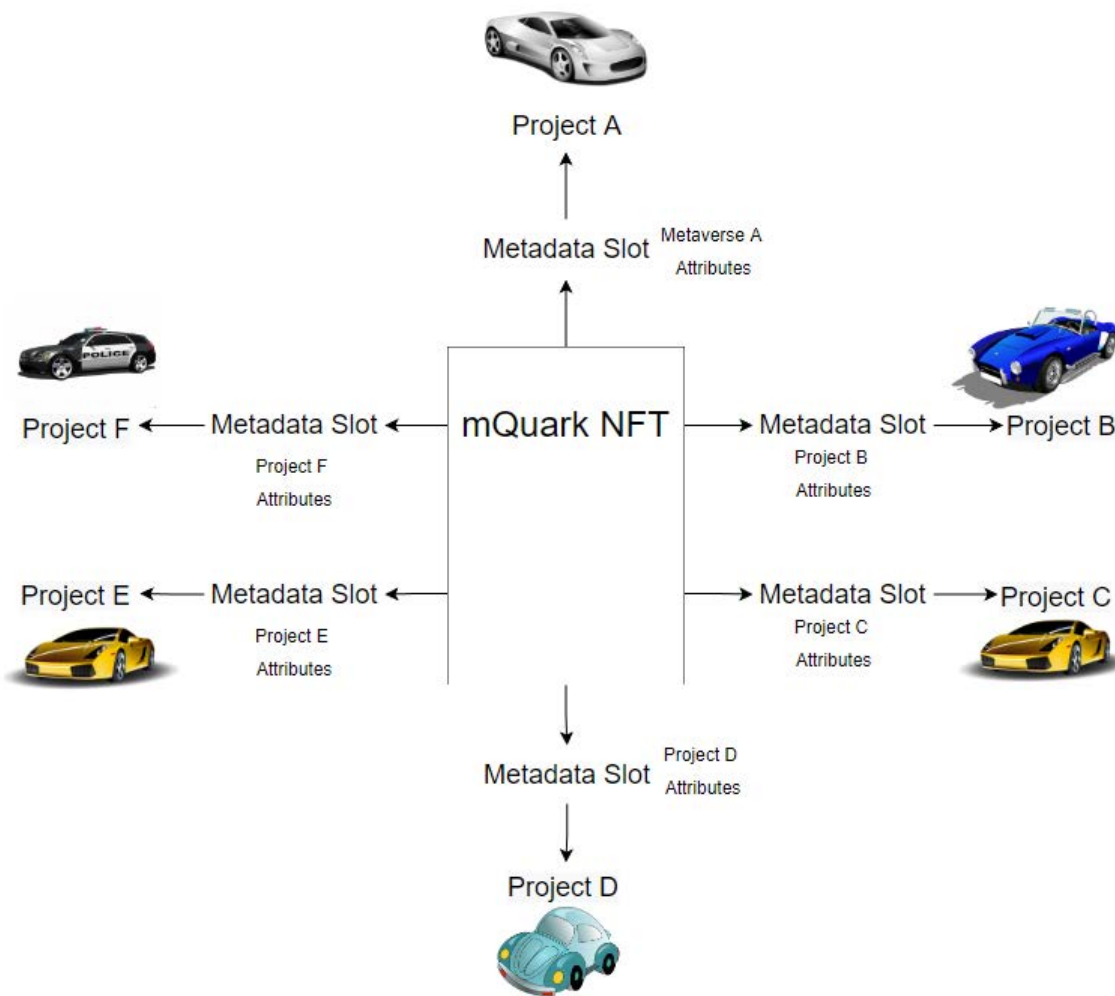 Project A
Metadata Slot
Metaverse A
Attributes
POLICE
Project F
Metadata Slot
Project F
Attributes
mQuark NFT
Metadata Slot
Project B
Attributes
Project B
Project E
Metadata Slot
Project E
Attributes
Metadata Slot
Project C
Attributes
Project C
Metadata Slot
Project D
Attributes
Project D